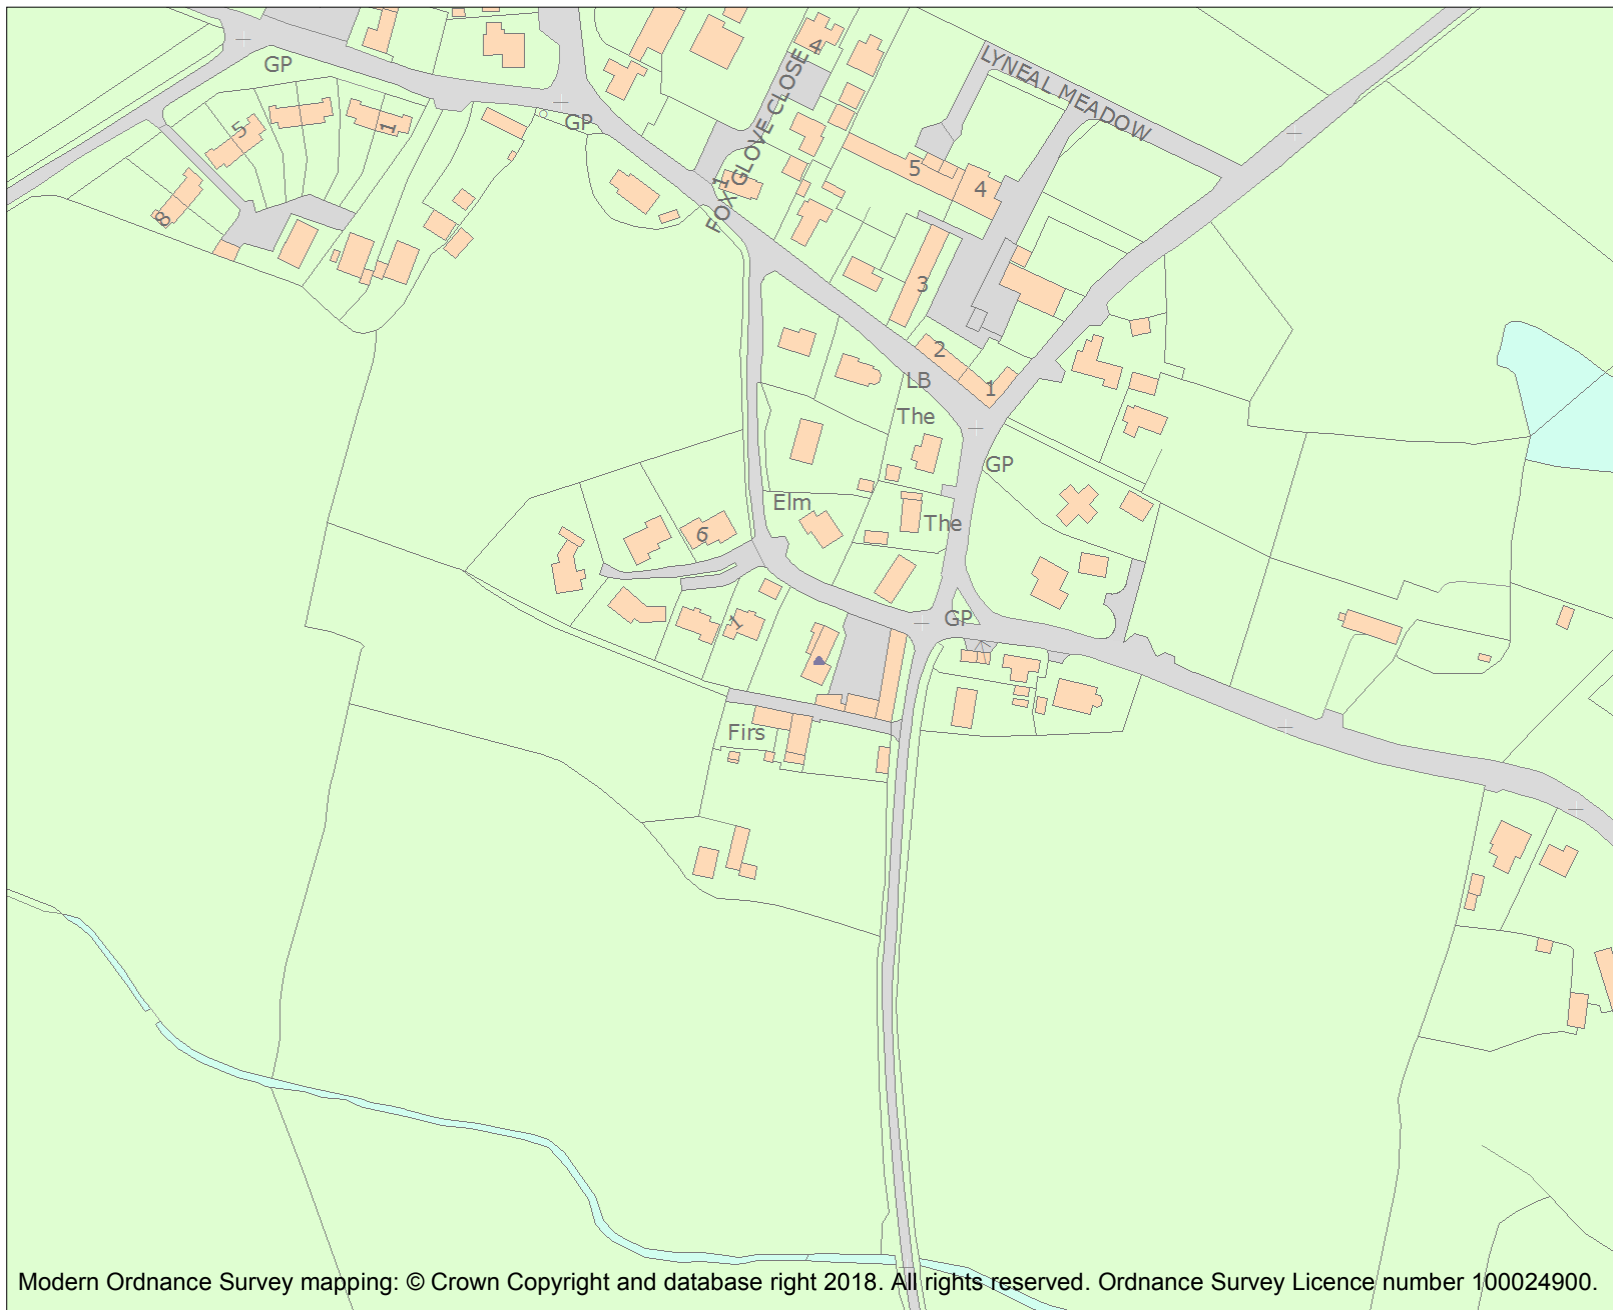 4
GP
LYNEAL MEADOW
FOX GLOVE CLOSE
GP
5
1
5
4
1
8
3
2
LB
1
The
GP
Elm
The
6
GP
1
Firs
Modern Ordnance Survey mapping: © Crown Copyright and database right 2018. All rights reserved. Ordnance Survey Licence number 100024900.